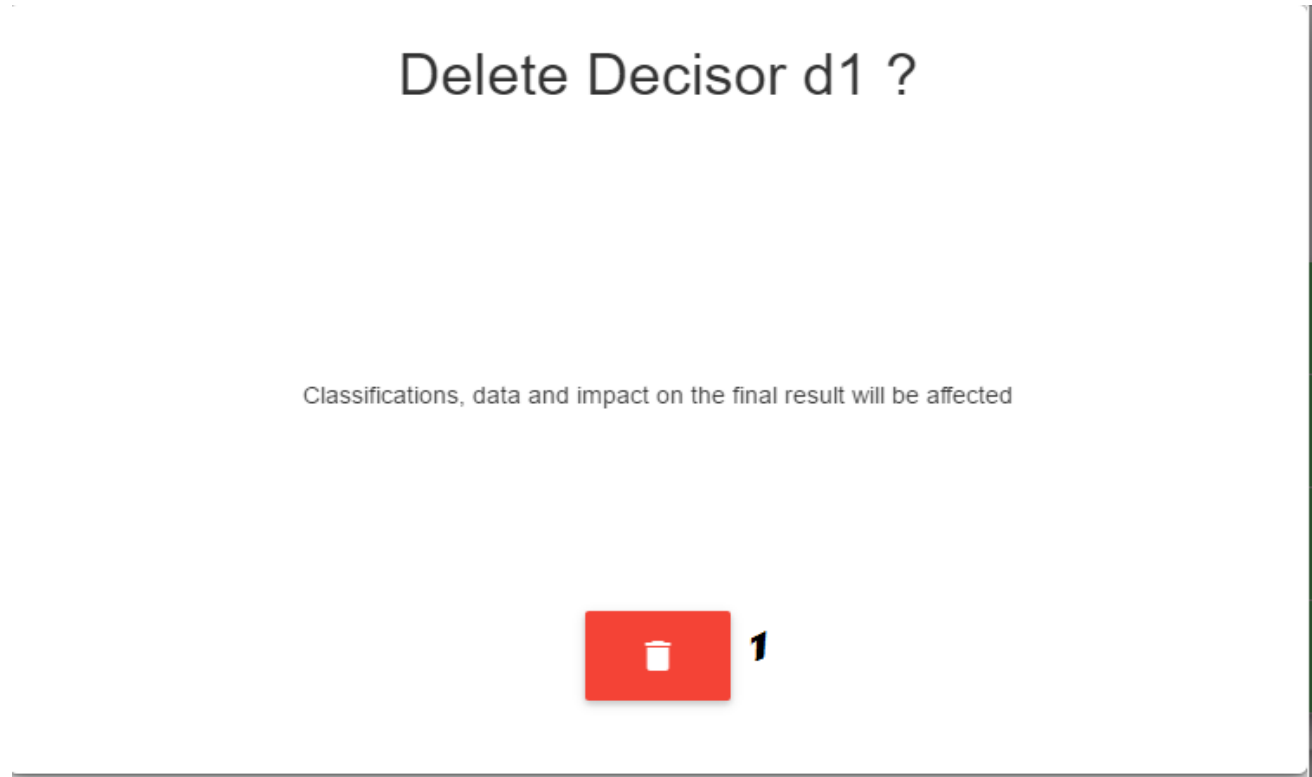 Delete Decisor d1 ?
Classifications, data and impact on the final result will be affected
1